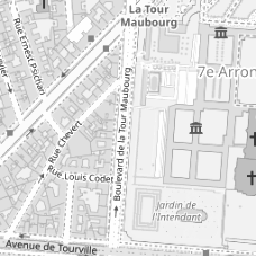 La Tour
Maubourg
7e Arron
Rue Ernest Psichari
Boulevard de la Tour Maubourg
Rue Chevert
Rue Louis Codet
Jardin de
l'Intendant
Avenue de Tourville